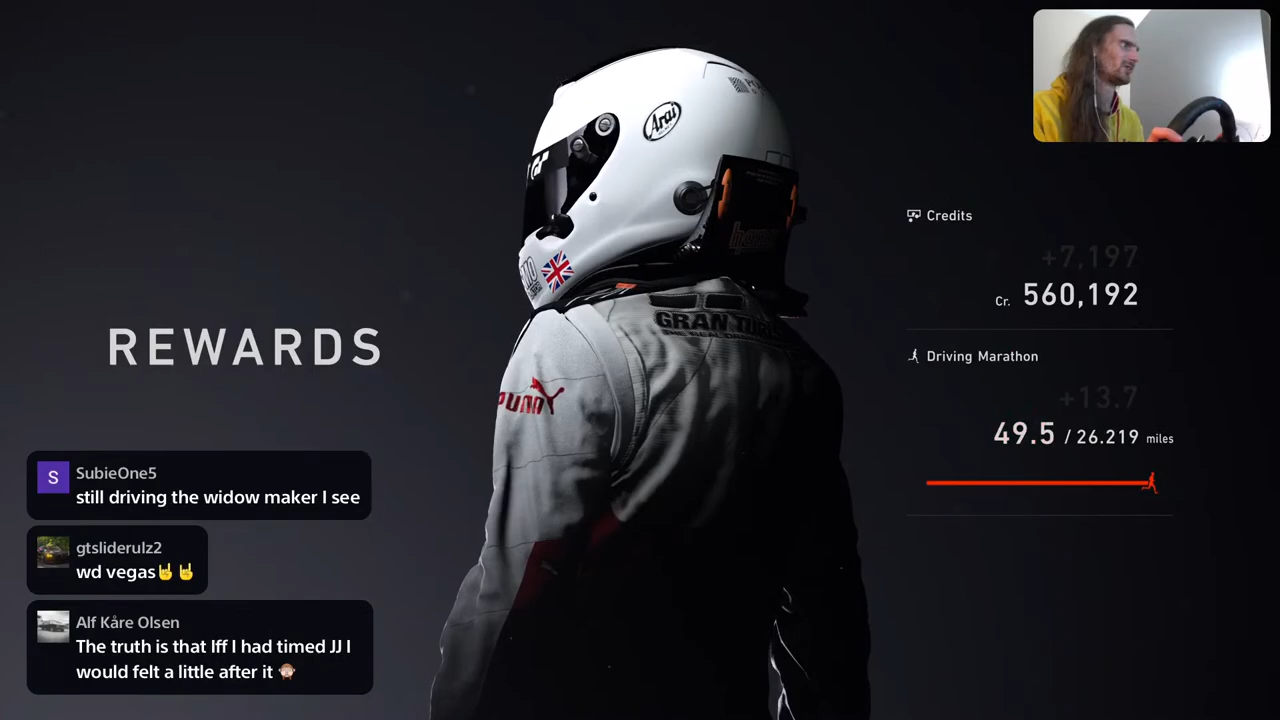 Arai
GRAN TURI
PUMA
REWARDS
Credits
+7,197
Cr. 560,192
Driving Marathon
+13.7
49.5 / 26.219 miles
S
SubieOne5
still driving the widow maker I see
gtsliderulz2
wd vegas🤘🤘
Alf Kåre Olsen
The truth is that Iff I had timed JJ I
would felt a little after it 🙈